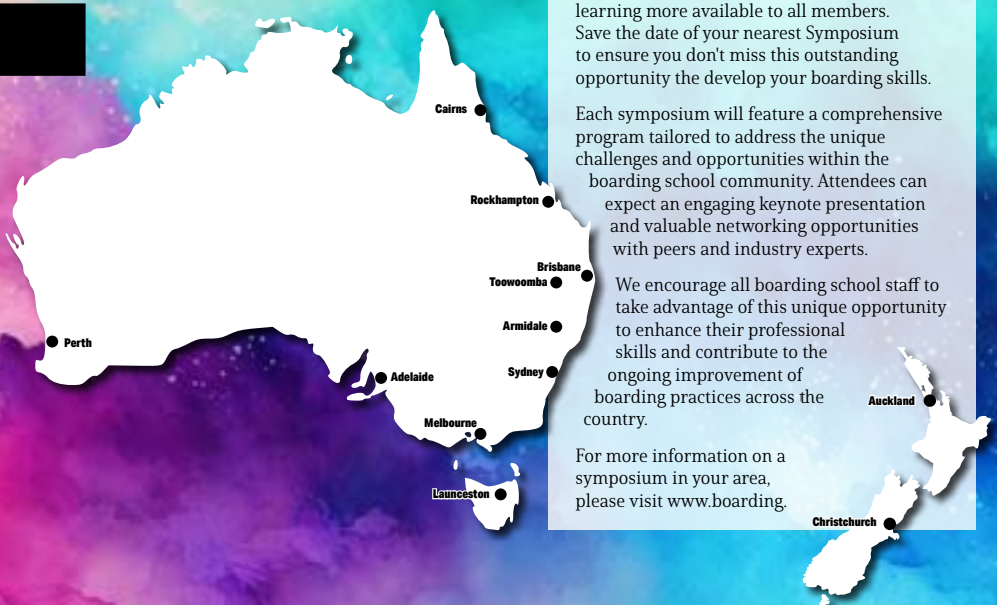 learning more available to all members.
Save the date of your nearest Symposium
to ensure you don't miss this outstanding
opportunity the develop your boarding skills.
Each symposium will feature a comprehensive
program tailored to address the unique
challenges and opportunities within the
boarding school community. Attendees can
expect an engaging keynote presentation
and valuable networking opportunities
with peers and industry experts.
We encourage all boarding school staff to
take advantage of this unique opportunity
to enhance their professional
skills and contribute to the
ongoing improvement of
boarding practices across the
country.
For more information on a
symposium in your area,
please visit www.boarding.
Cairns
Rockhampton
Brisbane
Toowoomba
Armidale
Perth
Sydney
Adelaide
Melbourne
Launceston
Auckland
Christchurch